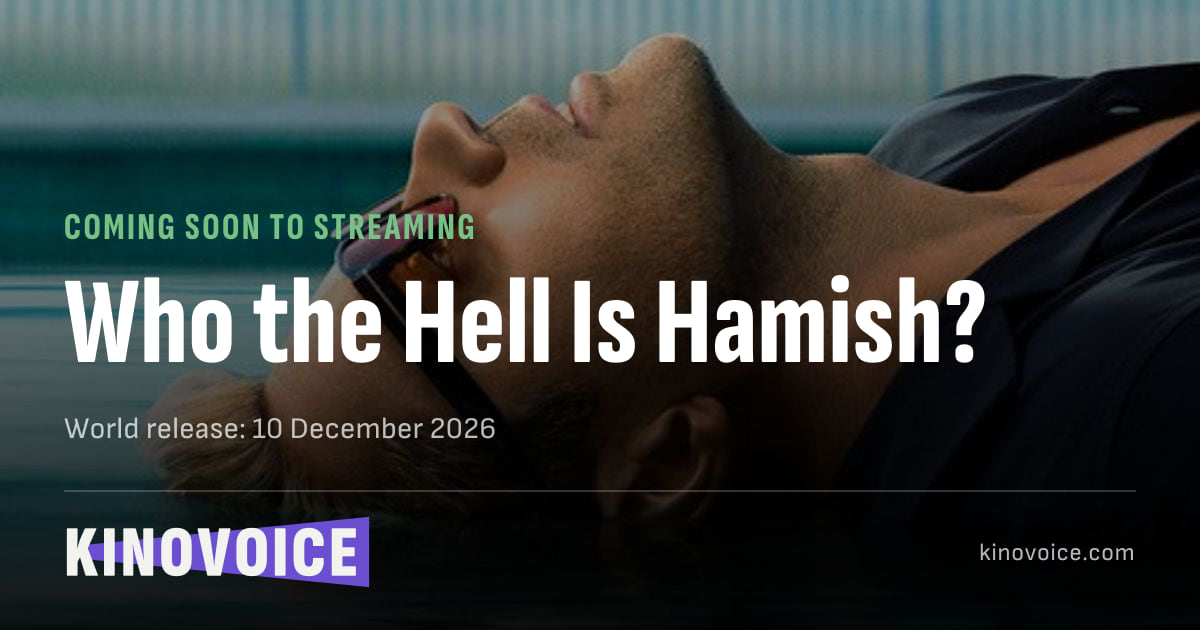 COMING SOON TO STREAMING
Who the Hell Is Hamish?
World release: 10 December 2026
KINOVOICE
kinovoice.com